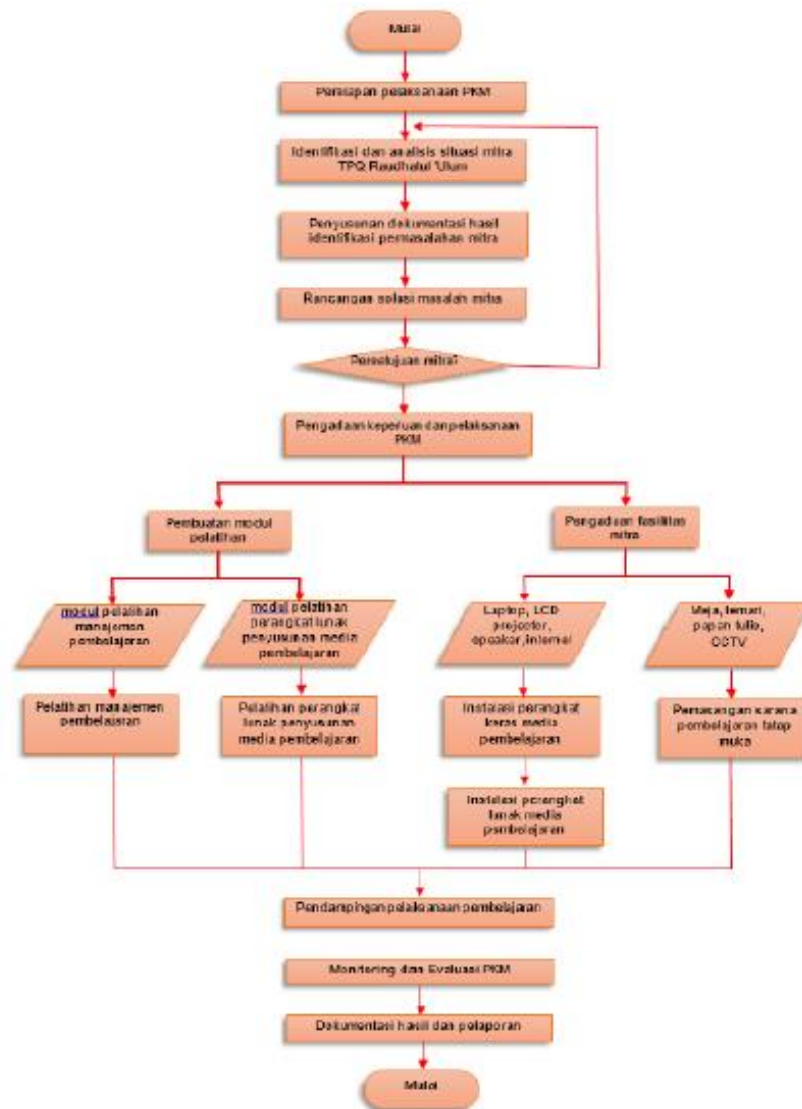 Mulai
Persiapan pelaksanaan PKM
Identifikasi dan analisis situasi mitra
TPQ Raudhatul 'Ulum
Penyusunan dokumentasi hasil
identifikasi permasalahan mitra
Rancangan solusi masalah mitra
Persetujuan mitra?
Pengadaan keperluan dan pelaksanaan
PKM
Pembuatan modul
pelatihan
Pengadaan fasilitas
mitra
modul pelatihan
manajemen
pembelajaran
modul pelatihan
perangkat lunak
penyusunan media
pembelajaran
Laptop, LCD
projector,
speaker, internet
Meja, lemari,
papan tulis,
CCTV
Pelatihan manajemen
pembelajaran
Pelatihan perangkat
lunak penyusunan
media pembelajaran
Instalasi perangkat
keras media
pembelajaran
Pemasangan sarana
pembelajaran tatap
muka
Instalasi perangkat
lunak media
pembelajaran
Pendampingan pelaksanaan pembelajaran
Monitoring dan Evaluasi PKM
Dokumentasi hasil dan pelaporan
Mulai